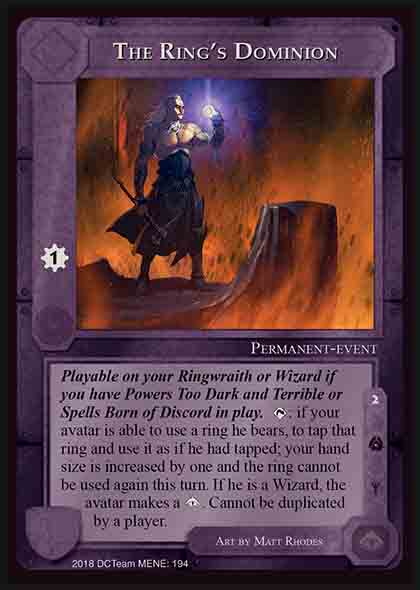 The Ring's Dominion
1
Permanent-event
Playable on your Ringwraith or Wizard if
you have Powers Too Dark and Terrible or
Spells Born of Discord in play. : if your
avatar is able to use a ring he bears, to tap that
ring and use it as if he had tapped; your hand
size is increased by one and the ring cannot
be used again this turn. If he is a Wizard, the
avatar makes a . Cannot be duplicated
by a player.
2
Art by Matt Rhodes
2018 DCTeam MENE: 194